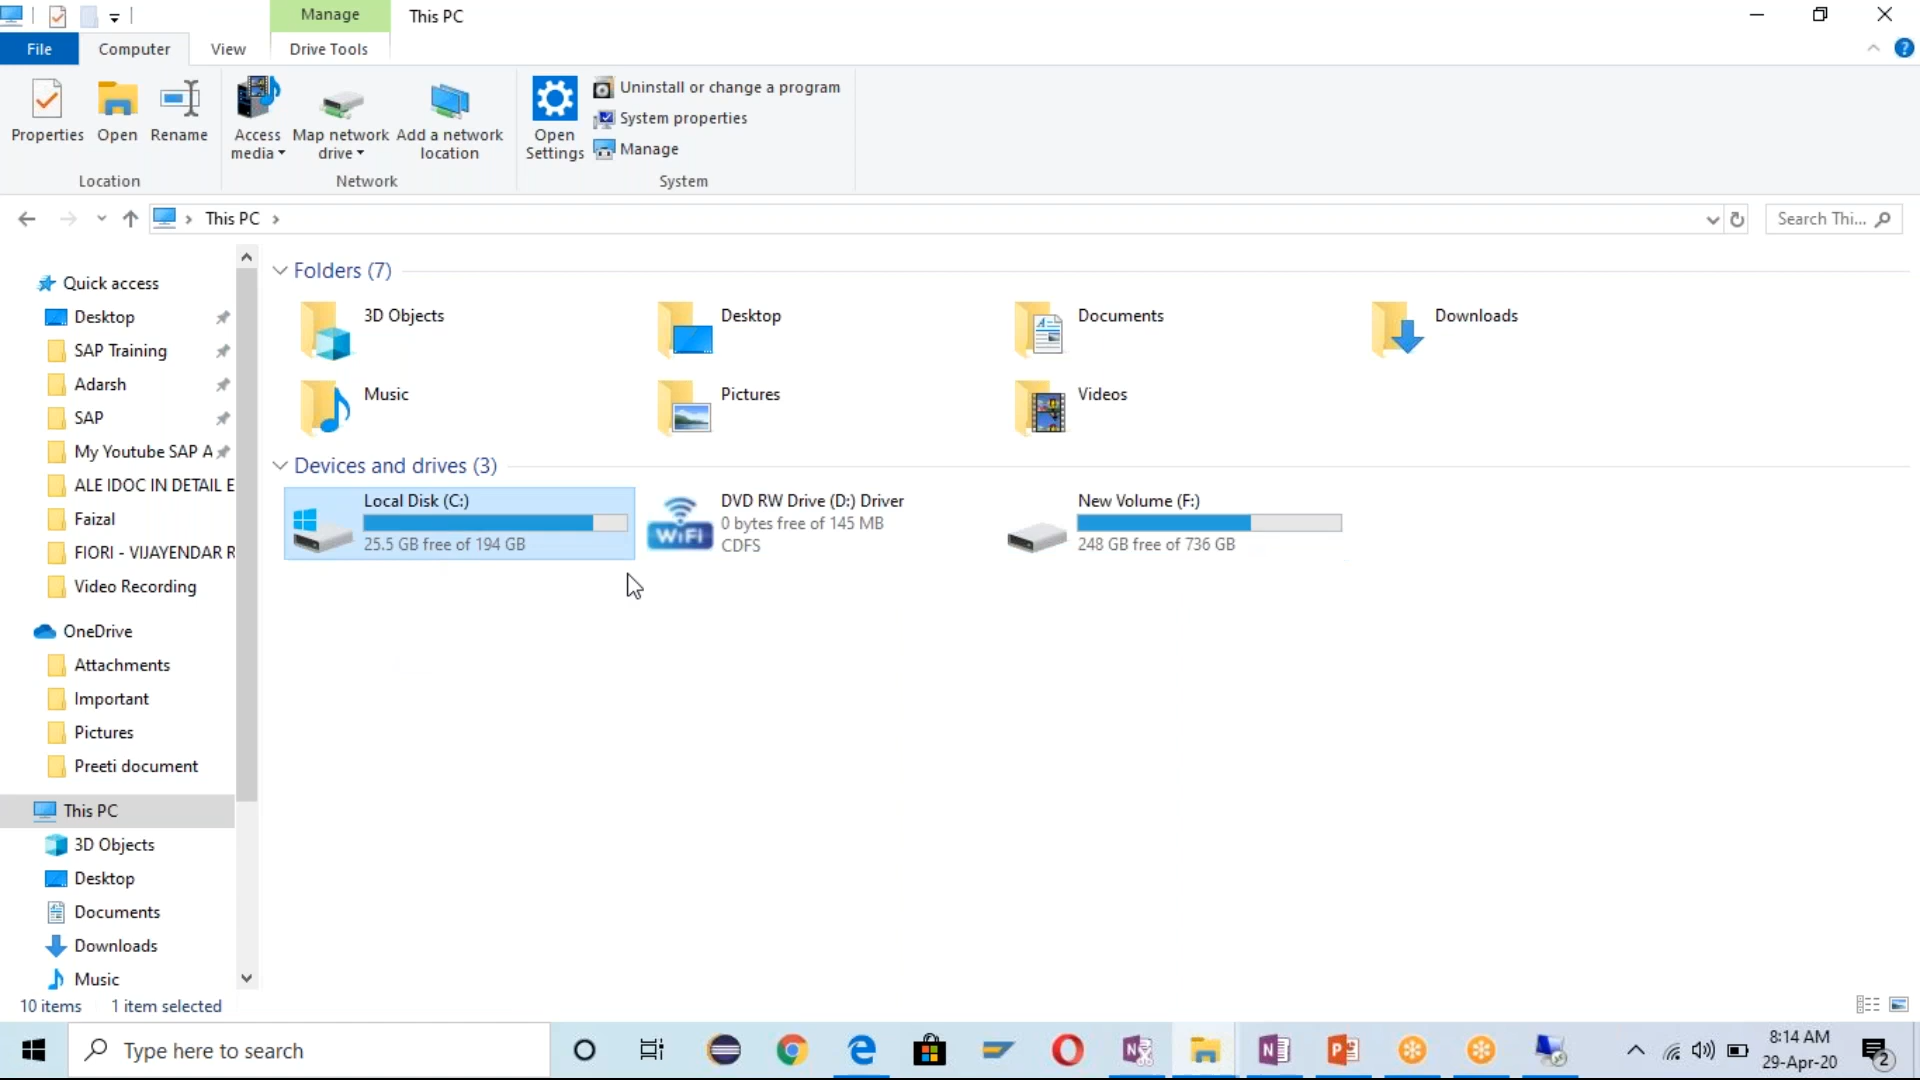 Manage
This PC
File
Computer
View
Drive Tools
Properties
Open
Rename
Access media
Map network drive
Add a network location
Open Settings
Uninstall or change a program
System properties
Manage
Location
Network
System
This PC
Search Thi...
Quick access
Desktop
SAP Training
Adarsh
SAP
My Youtube SAP A
ALE IDOC IN DETAIL E
Faizal
FIORI - VIJAYENDAR R
Video Recording
OneDrive
Attachments
Important
Pictures
Preeti document
This PC
3D Objects
Desktop
Documents
Downloads
Music
Folders (7)
3D Objects
Desktop
Documents
Downloads
Music
Pictures
Videos
Devices and drives (3)
Local Disk (C:)
25.5 GB free of 194 GB
WiFi
DVD RW Drive (D:) Driver
0 bytes free of 145 MB
CDFS
New Volume (F:)
248 GB free of 736 GB
10 items
1 item selected
Type here to search
8:14 AM
29-Apr-20
2